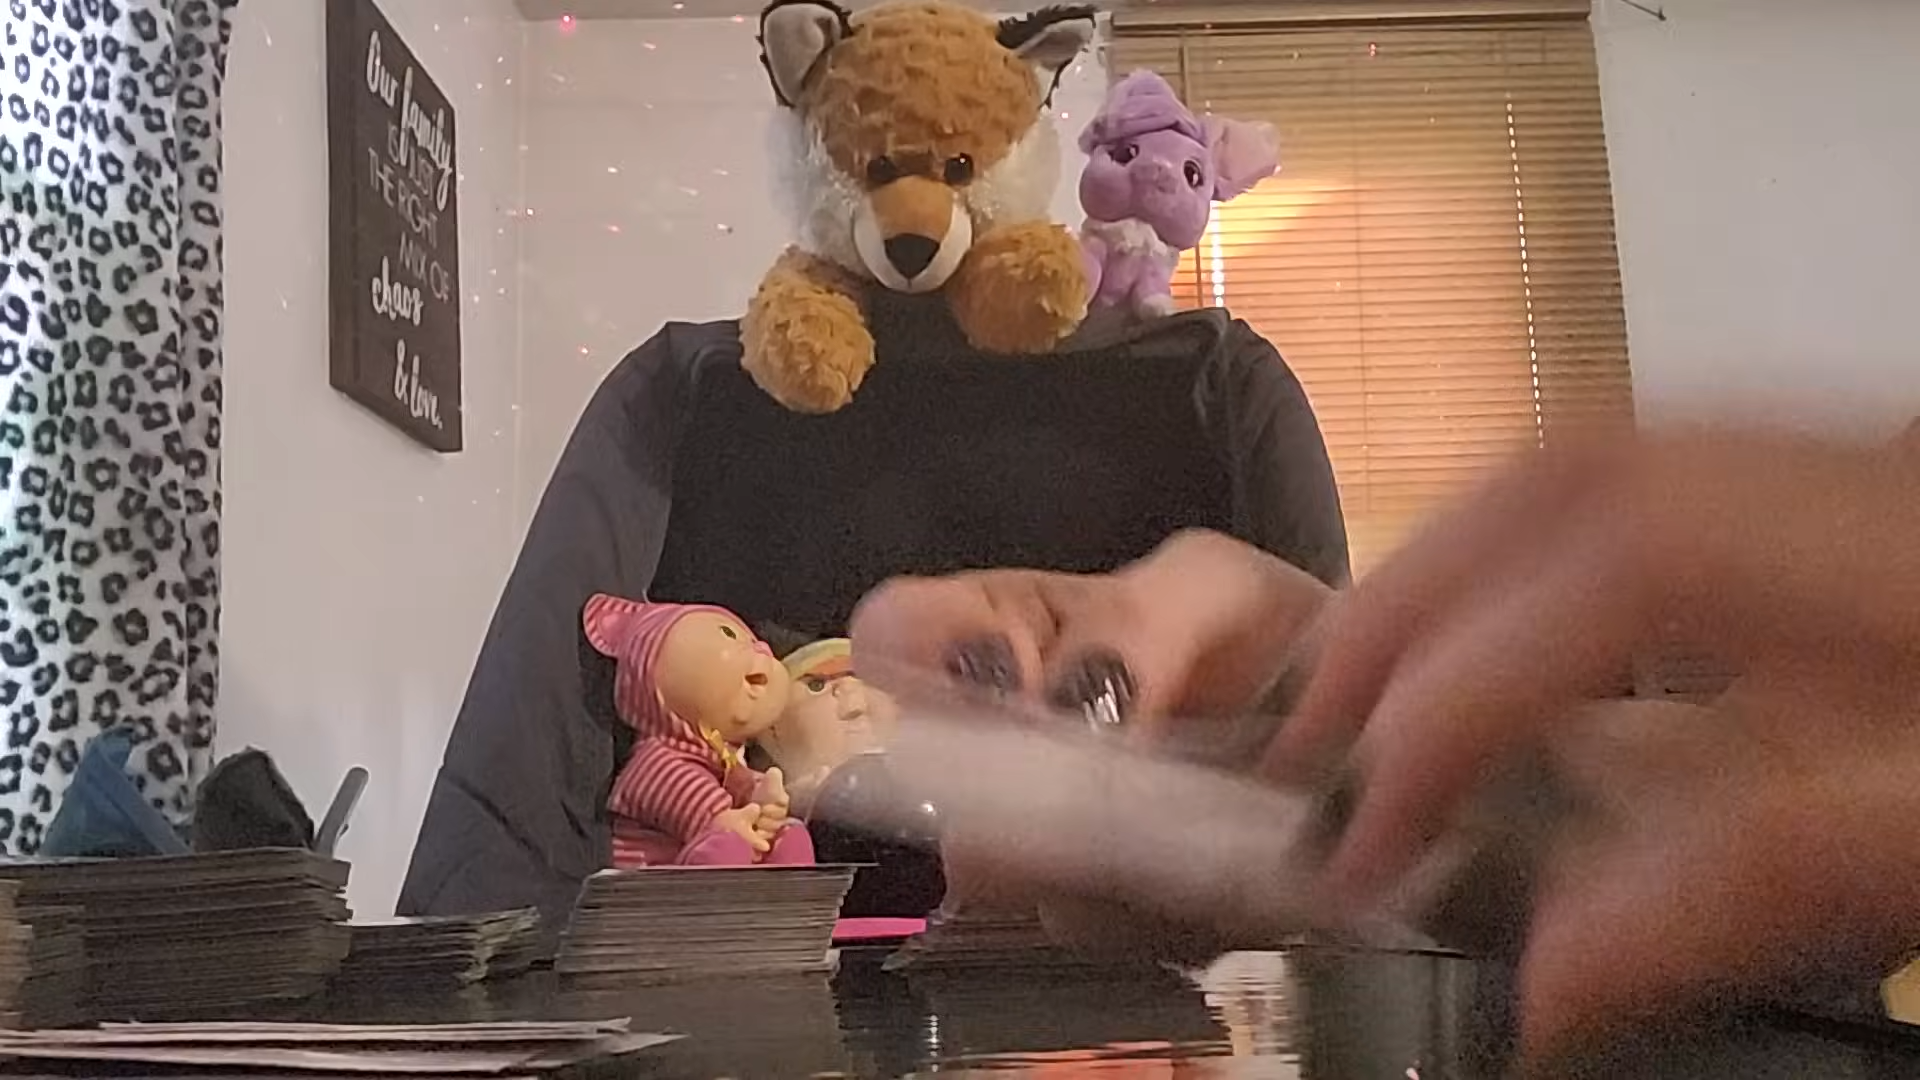 Our family
IS JUST
THE RIGHT
MIX OF
chaos
& love.